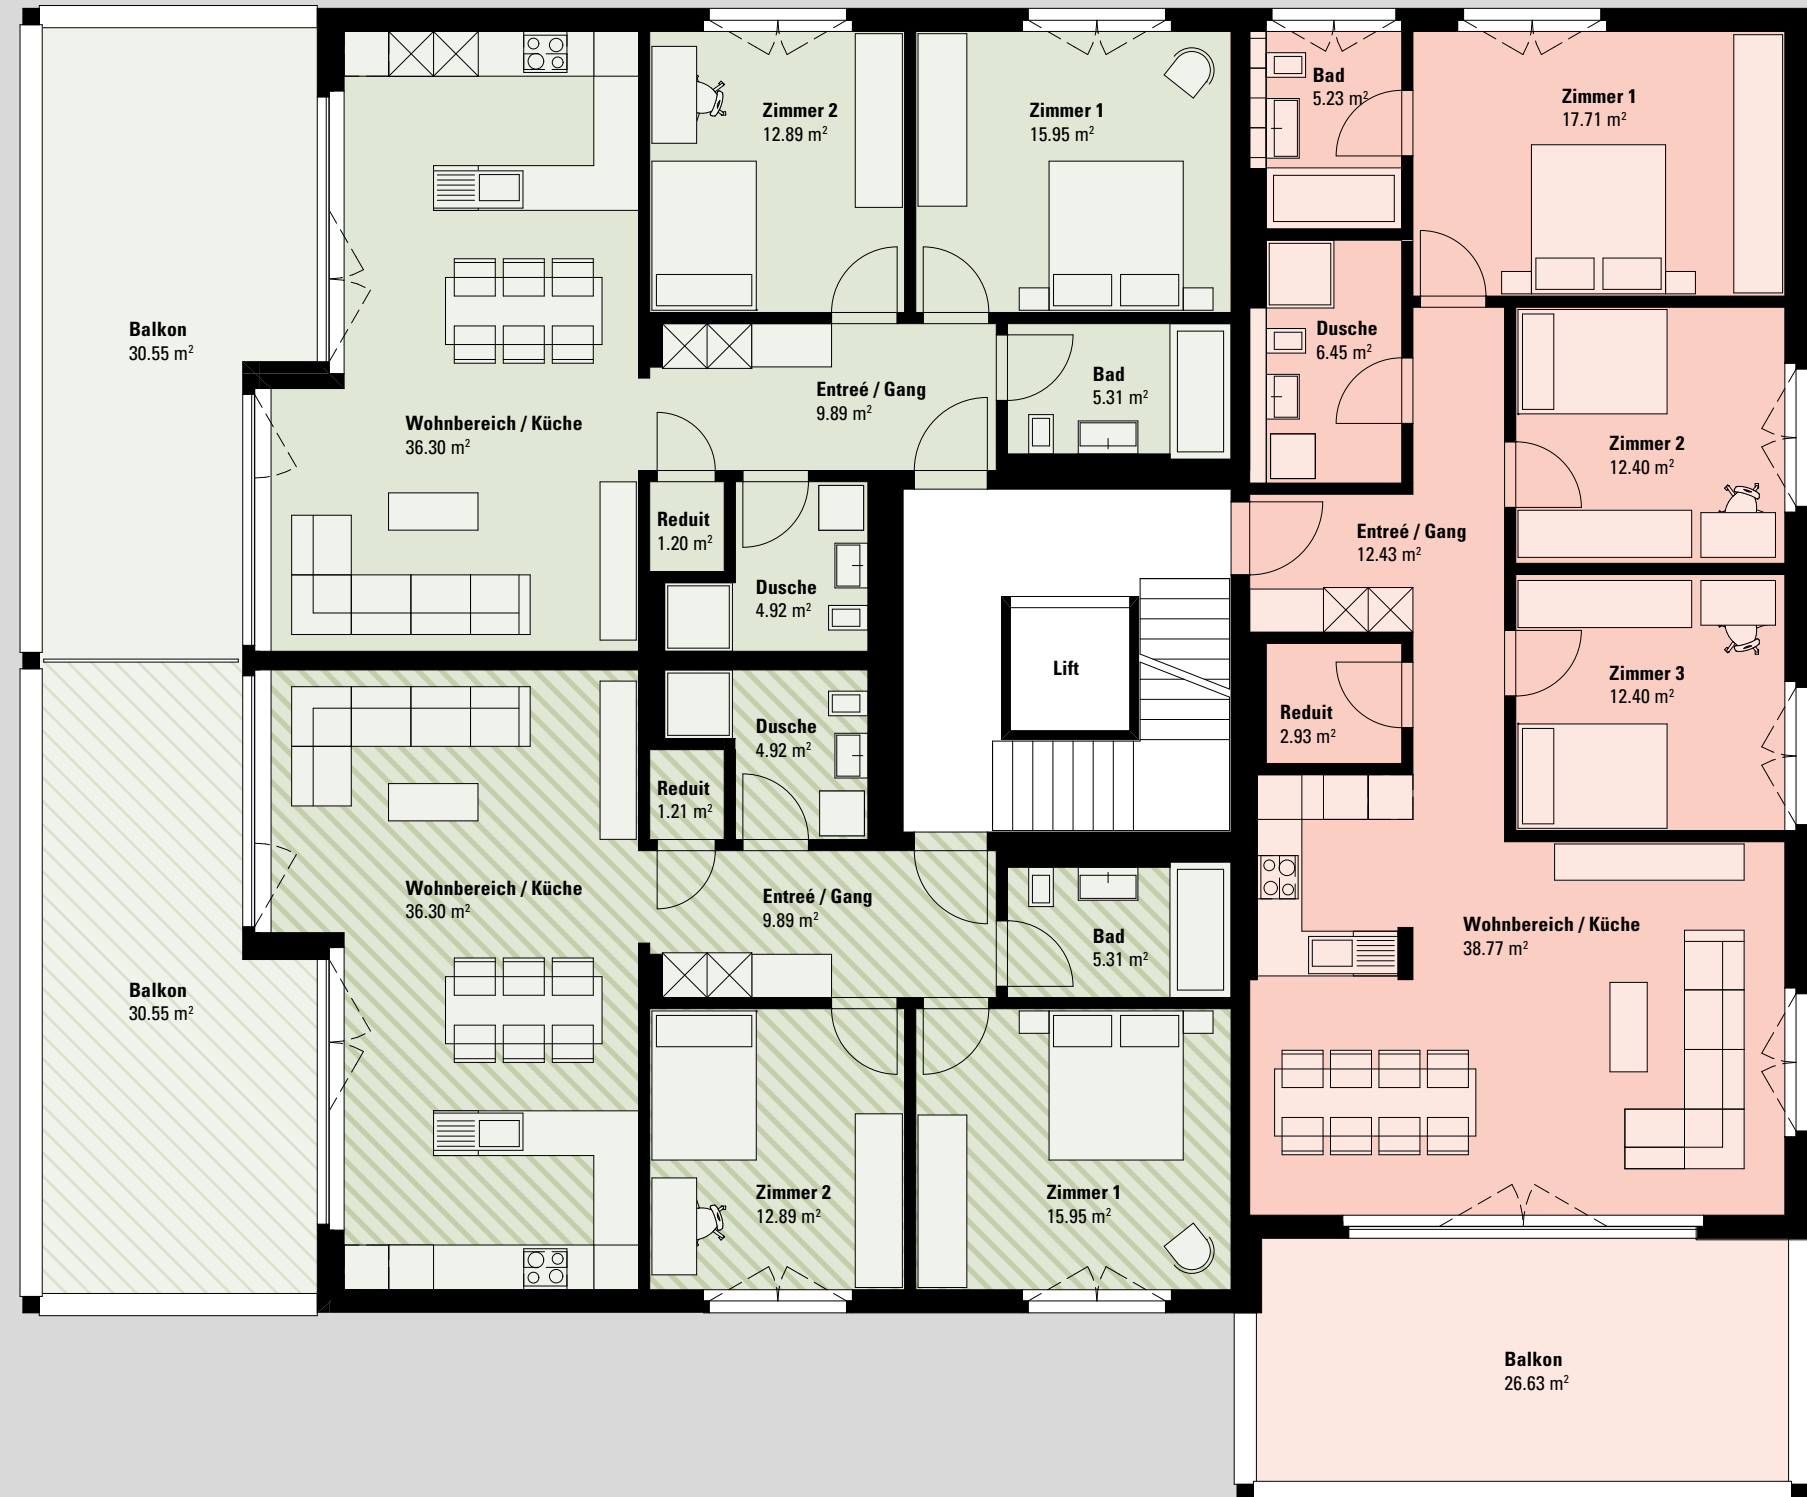 Balkon
30.55 m²
Wohnbereich / Küche
36.30 m²
Zimmer 2
12.89 m²
Zimmer 1
15.95 m²
Entreé / Gang
9.89 m²
Bad
5.31 m²
Reduit
1.20 m²
Dusche
4.92 m²
Bad
5.23 m²
Zimmer 1
17.71 m²
Dusche
6.45 m²
Zimmer 2
12.40 m²
Entreé / Gang
12.43 m²
Zimmer 3
12.40 m²
Reduit
2.93 m²
Lift
Wohnbereich / Küche
38.77 m²
Balkon
26.63 m²
Dusche
4.92 m²
Reduit
1.21 m²
Wohnbereich / Küche
36.30 m²
Entreé / Gang
9.89 m²
Bad
5.31 m²
Balkon
30.55 m²
Zimmer 2
12.89 m²
Zimmer 1
15.95 m²